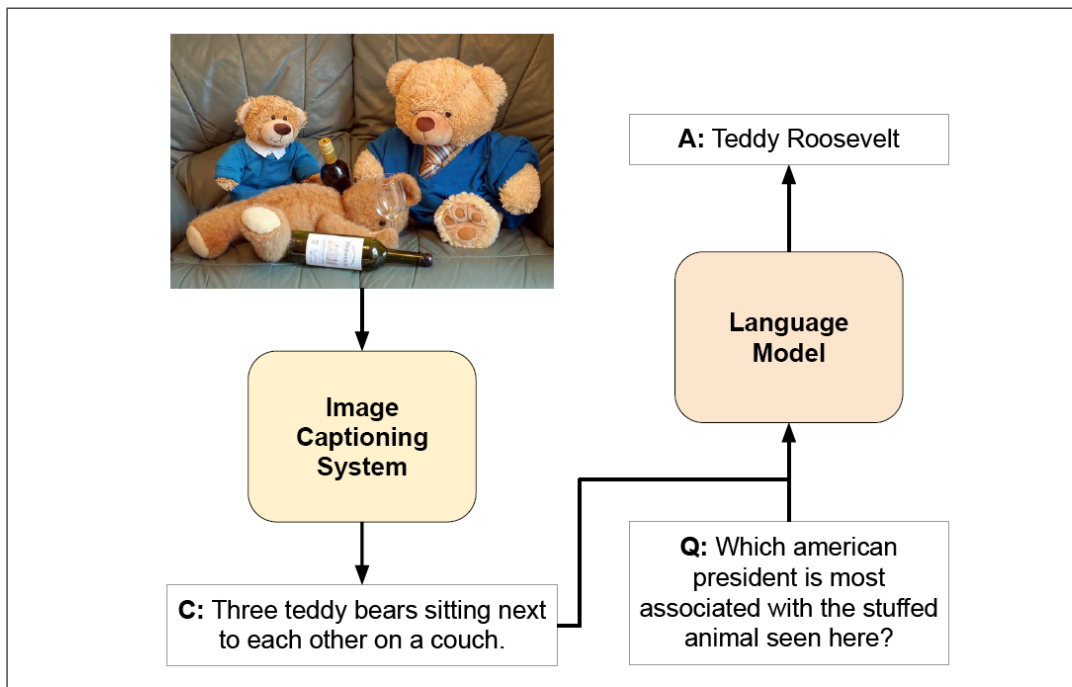 Image
Captioning
System
C: Three teddy bears sitting next
to each other on a couch.
A: Teddy Roosevelt
Language
Model
Q: Which american
president is most
associated with the stuffed
animal seen here?